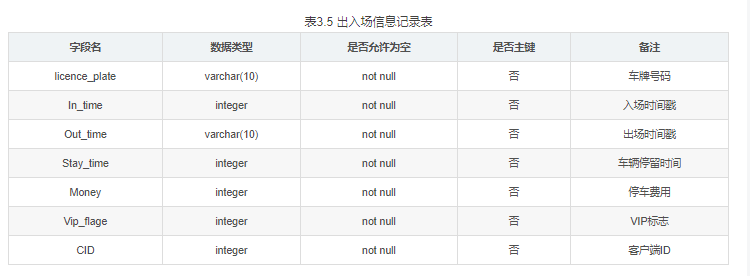 表3.5 出入场信息记录表
字段名 数据类型 是否允许为空 是否主键 备注
licence_plate varchar(10) not null 否 车牌号码
In_time integer not null 否 入场时间戳
Out_time varchar(10) not null 否 出场时间戳
Stay_time integer not null 否 车辆停留时间
Money integer not null 否 停车费用
Vip_flage integer not null 否 VIP标志
CID integer not null 否 客户端ID